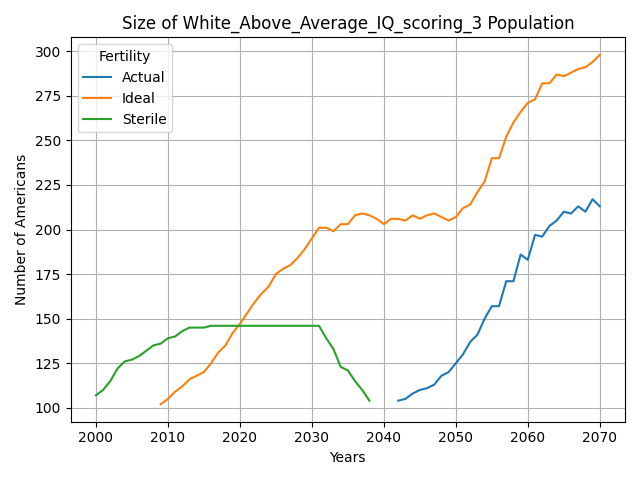 Size of White_Above_Average_IQ_scoring_3 Population
Fertility
Actual
Ideal
Sterile
Number of Americans
300
275
250
225
200
175
150
125
100
2000 2010 2020 2030 2040 2050 2060 2070
Years